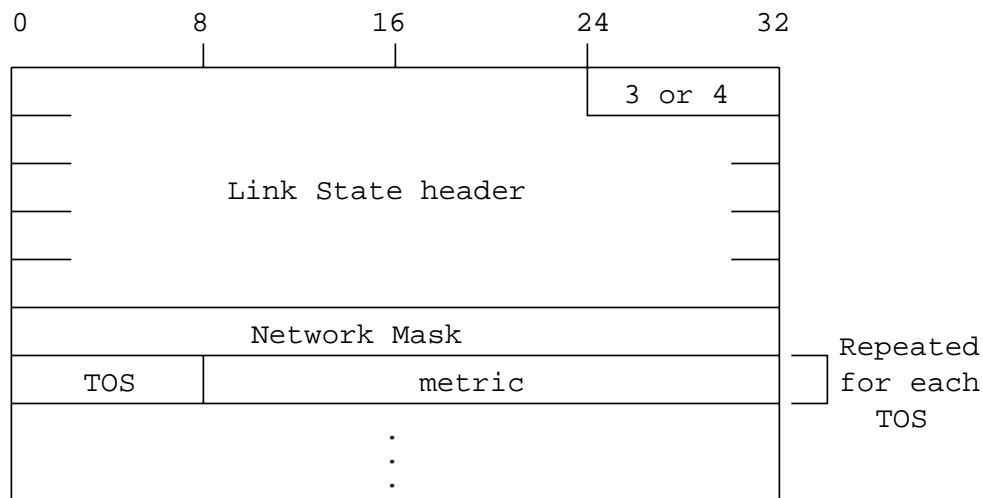 0 8 16 24 32
3 or 4
Link State header
Network Mask
Repeated
TOS metric for each
TOS
.
.
.